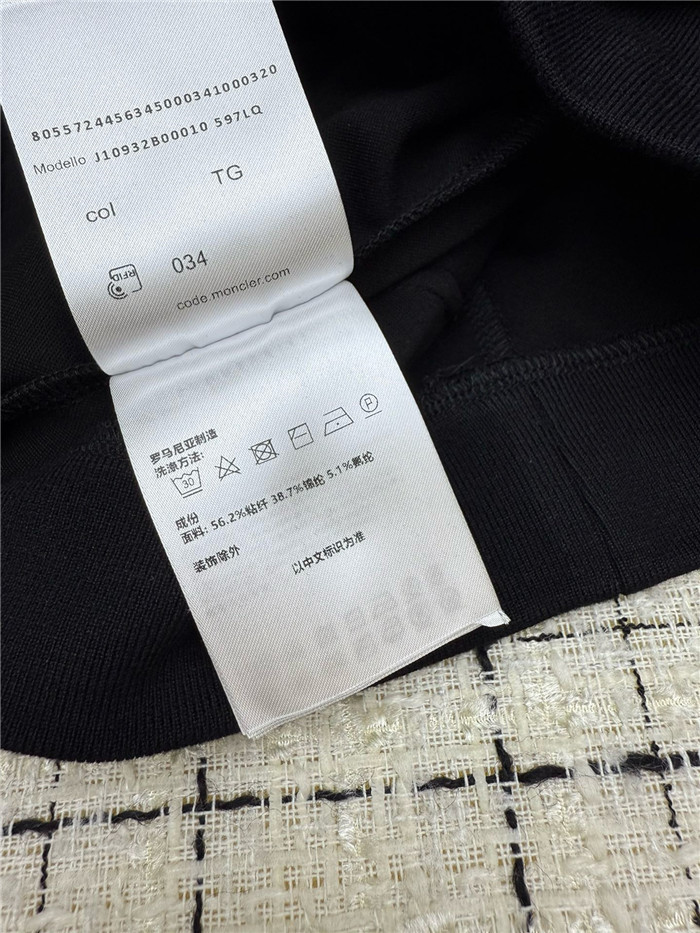 8055724456345000341000320
Modello J10932B00010 597LQ
col TG
RFID 034
code.moncler.com
罗马尼亚制造
洗涤方法:
30
P
成份
面料: 56.2%粘纤 38.7%锦纶 5.1%氨纶
装饰除外
以中文标识为准